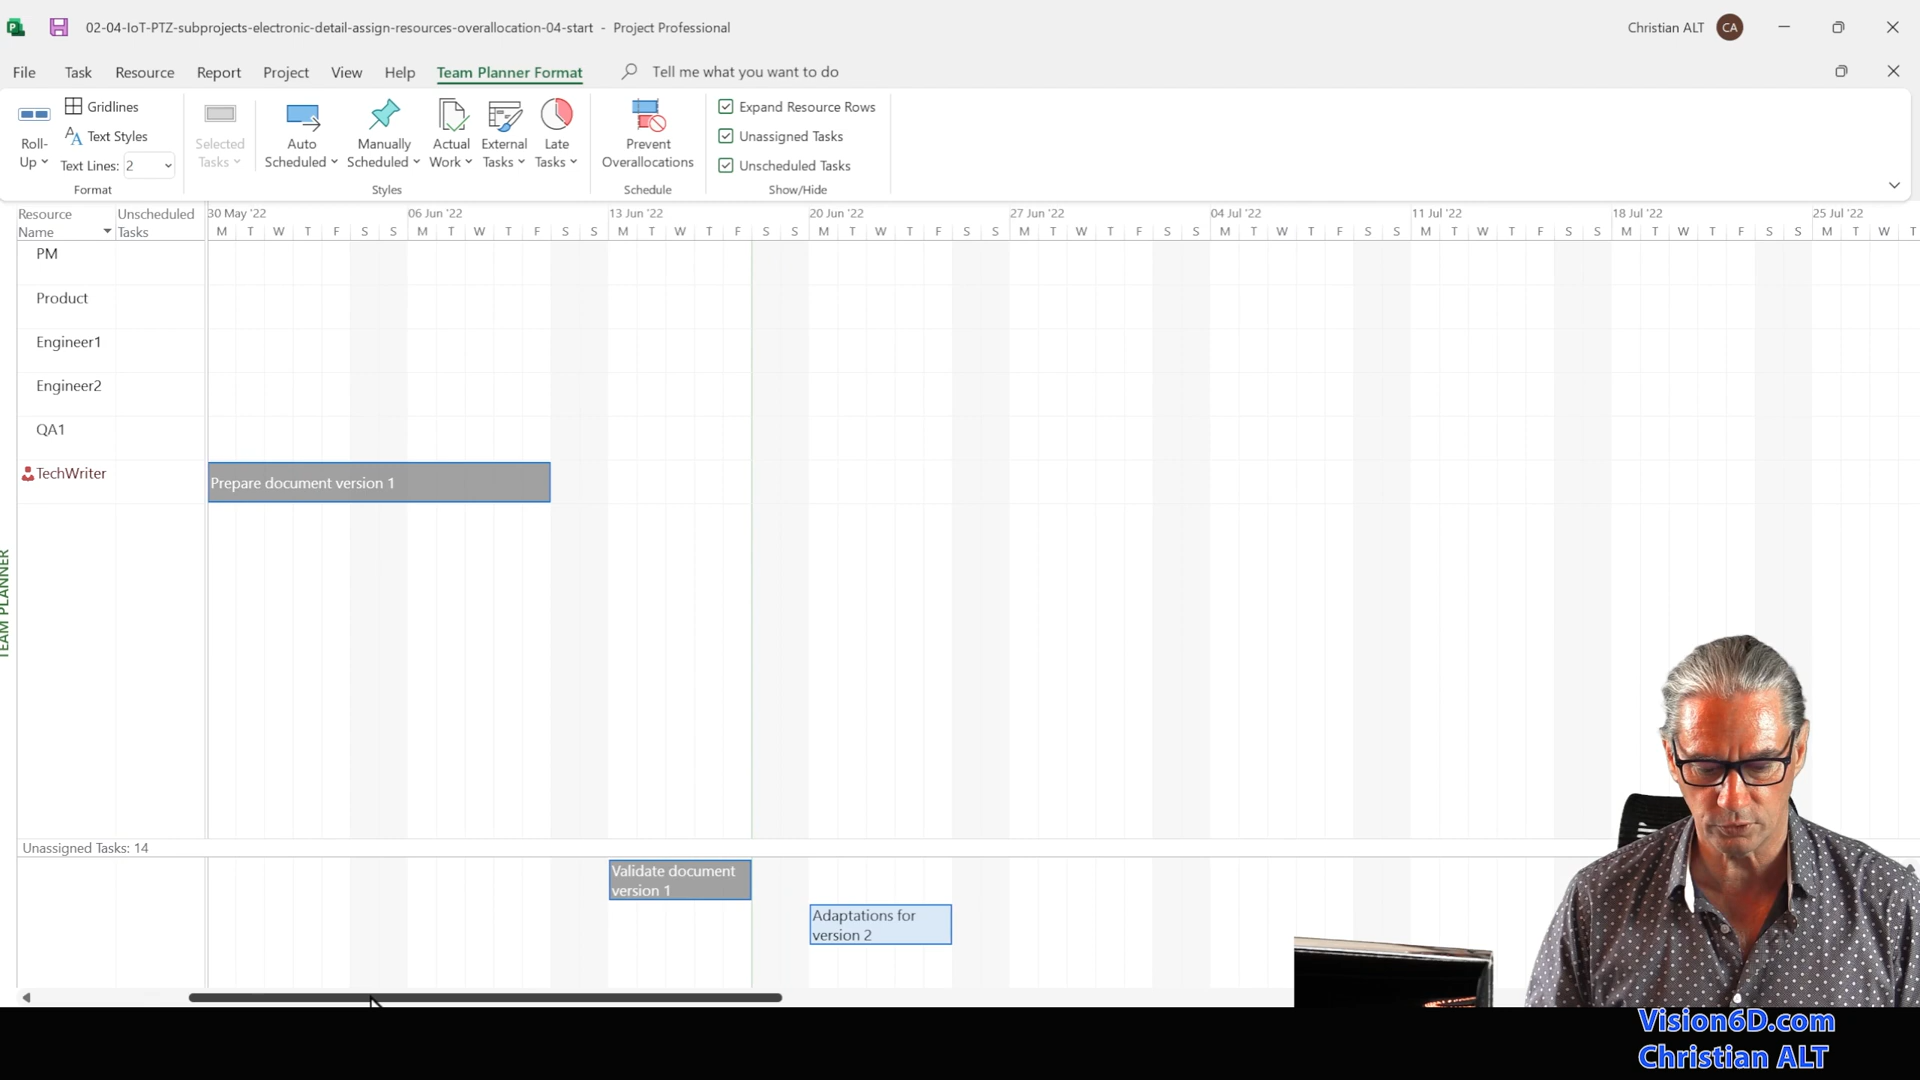 02-04-IoT-PTZ-subprojects-electronic-detail-assign-resources-overallocation-04-start - Project Professional
Christian ALT
CA
File Task Resource Report Project View Help Team Planner Format Tell me what you want to do
Roll-Up
Gridlines
Text Styles
Text Lines: 2
Format
Selected Tasks
Auto Scheduled
Manually Scheduled
Actual Work
External Tasks
Late Tasks
Styles
Prevent Overallocations
Schedule
Expand Resource Rows
Unassigned Tasks
Unscheduled Tasks
Show/Hide
Resource Name
Unscheduled Tasks
30 May '22 06 Jun '22 13 Jun '22 20 Jun '22 27 Jun '22 04 Jul '22 11 Jul '22 18 Jul '22 25 Jul '22
M T W T F S S M T W T F S S M T W T F S S M T W T F S S M T W T F S S M T W T F S S M T W T F S S M T W T F S S M T W T
PM
Product
Engineer1
Engineer2
QA1
TechWriter
Prepare document version 1
TEAM PLANNER
Unassigned Tasks: 14
Validate document
version 1
Adaptations for
version 2
Vision6D.com
Christian ALT